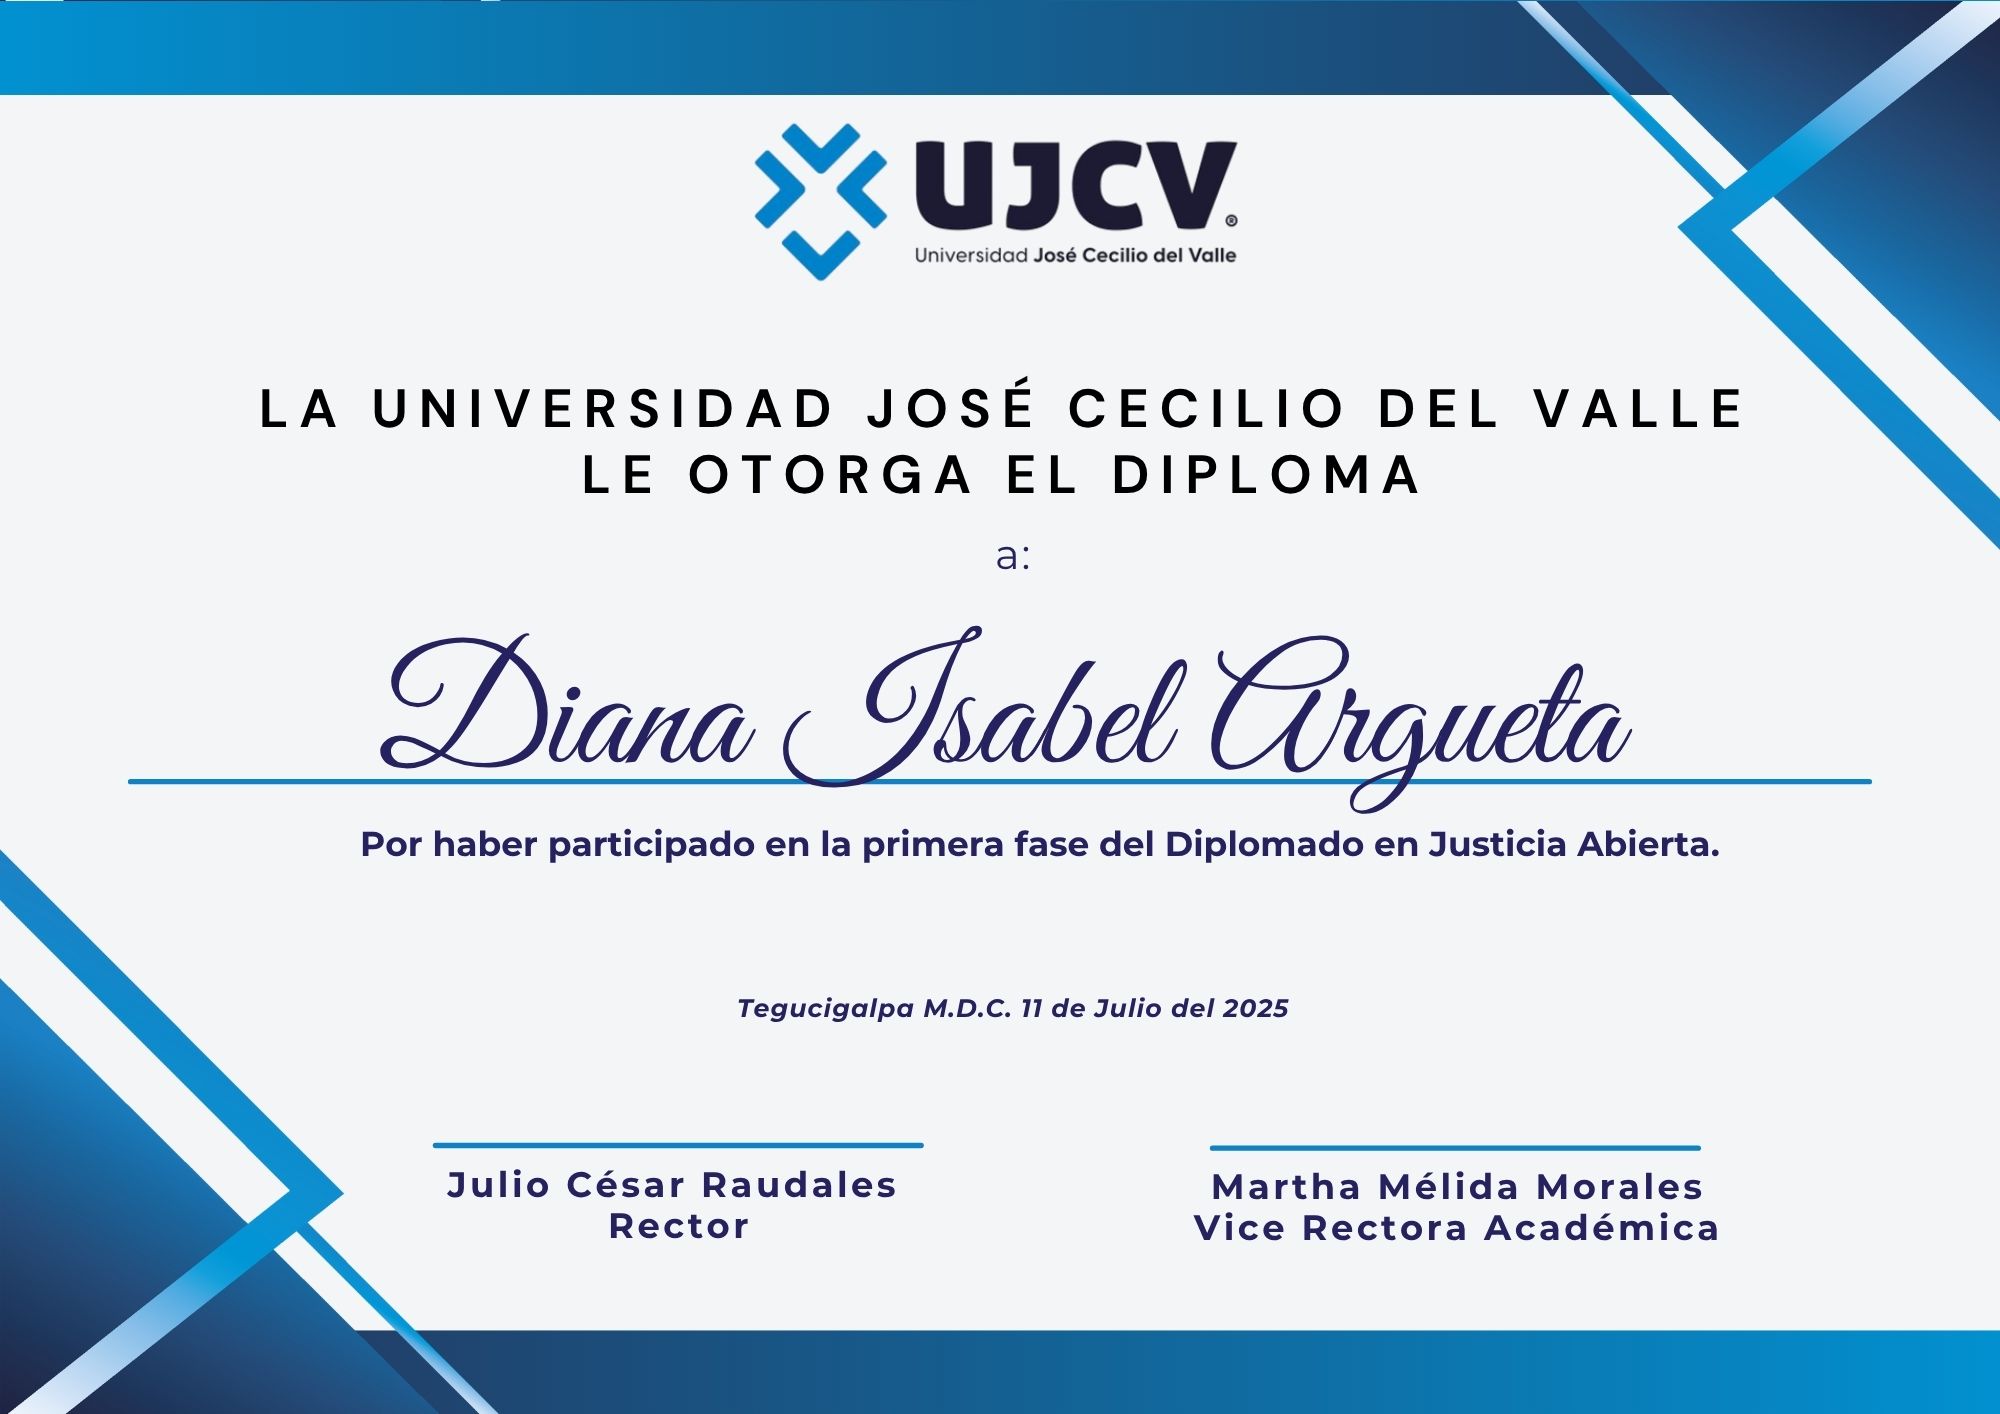 UJCV®
Universidad José Cecilio del Valle
LA UNIVERSIDAD JOSÉ CECILIO DEL VALLE
LE OTORGA EL DIPLOMA
a:
Diana Isabel Argueta
Por haber participado en la primera fase del Diplomado en Justicia Abierta.
Tegucigalpa M.D.C. 11 de Julio del 2025
Julio César Raudales
Rector
Martha Mélida Morales
Vice Rectora Académica